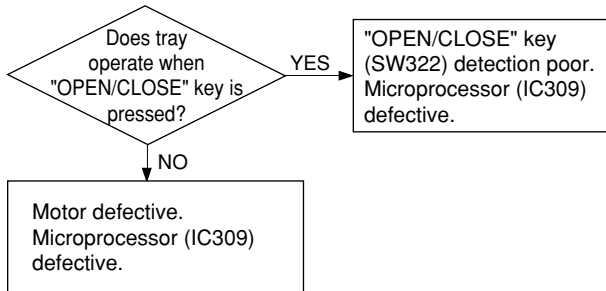 Does tray
operate when
"OPEN/CLOSE" key is
pressed?
YES
"OPEN/CLOSE" key
(SW322) detection poor.
Microprocessor (IC309)
defective.
NO
Motor defective.
Microprocessor (IC309)
defective.